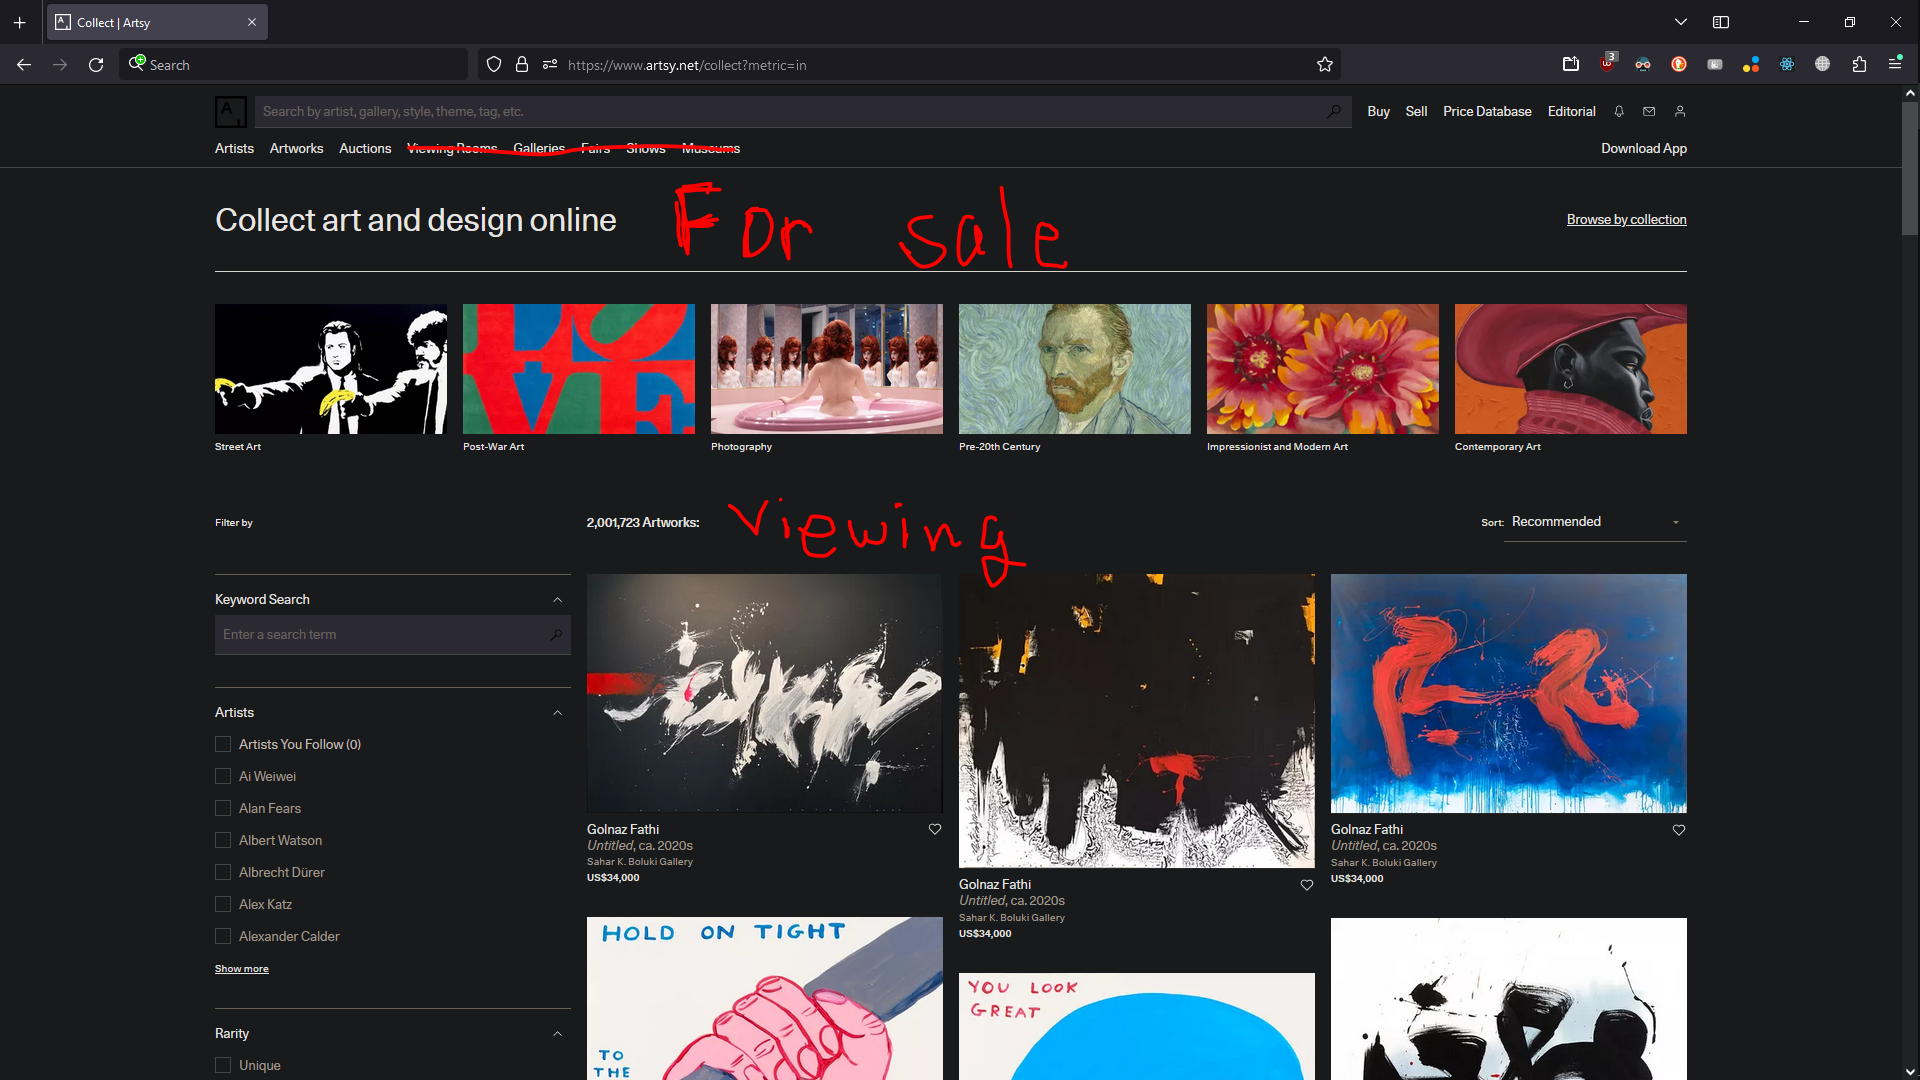 Collect | Artsy
Search
https://www.artsy.net/collect?metric=in
3
A
Search by artist, gallery, style, theme, tag, etc.
Buy Sell Price Database Editorial
Artists Artworks Auctions Viewing Rooms Galleries Fairs Shows Museums Download App
Collect art and design online For sale Browse by collection
LOVE
Street Art Post-War Art Photography Pre-20th Century Impressionist and Modern Art Contemporary Art
Filter by 2,001,723 Artworks: viewing Sort: Recommended
Keyword Search
Enter a search term
Artists
Artists You Follow (0)
Ai Weiwei
Alan Fears
Albert Watson
Albrecht Dürer
Alex Katz
Alexander Calder
Show more
Rarity
Unique
Golnaz Fathi
Untitled, ca. 2020s
Sahar K. Boluki Gallery
US$34,000
Golnaz Fathi
Untitled, ca. 2020s
Sahar K. Boluki Gallery
US$34,000
Golnaz Fathi
Untitled, ca. 2020s
Sahar K. Boluki Gallery
US$34,000
HOLD ON TIGHT
TO
THE
YOU LOOK
GREAT